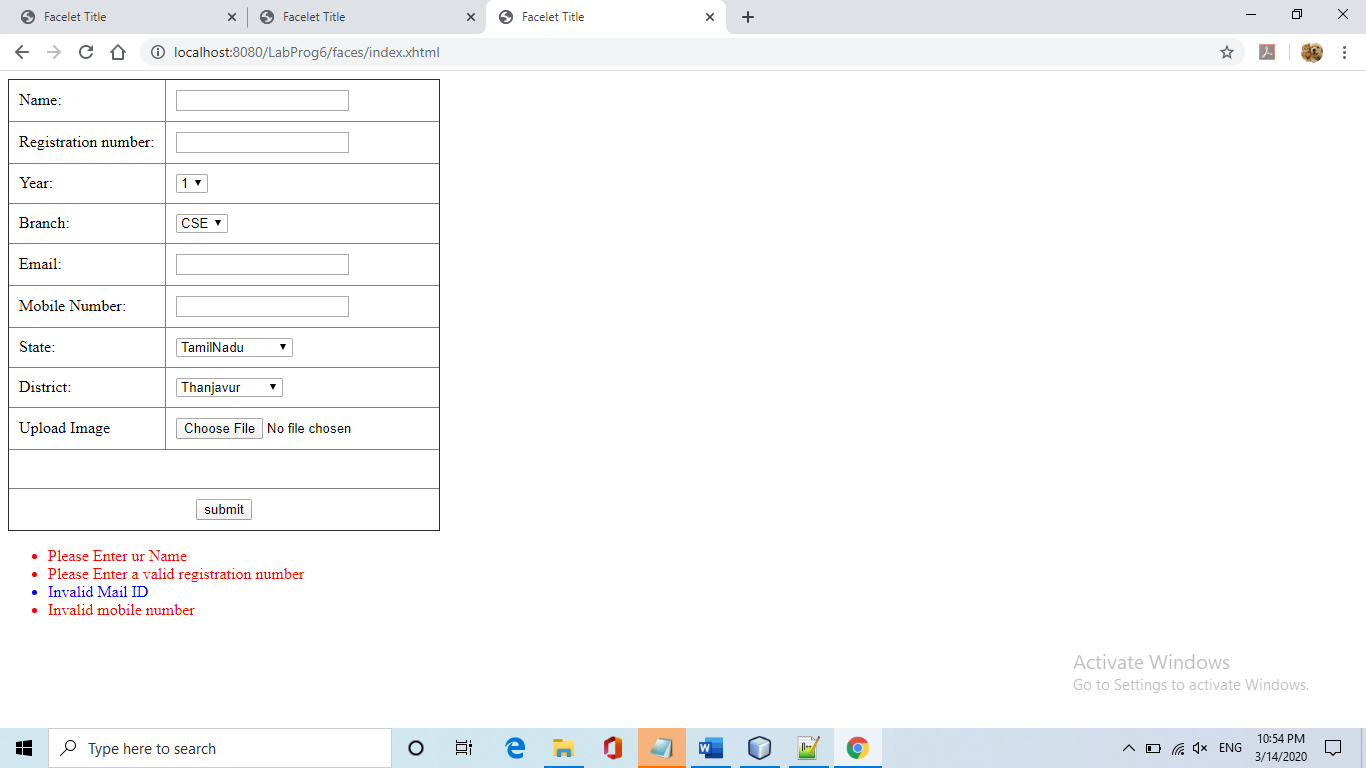 Facelet Title Facelet Title Facelet Title
localhost:8080/LabProg6/faces/index.xhtml
Name:
Registration number:
Year: 1
Branch: CSE
Email:
Mobile Number:
State: TamilNadu
District: Thanjavur
Upload Image Choose File No file chosen
submit
Please Enter ur Name
Please Enter a valid registration number
Invalid Mail ID
Invalid mobile number
Activate Windows
Go to Settings to activate Windows.
Type here to search ENG 10:54 PM
3/14/2020